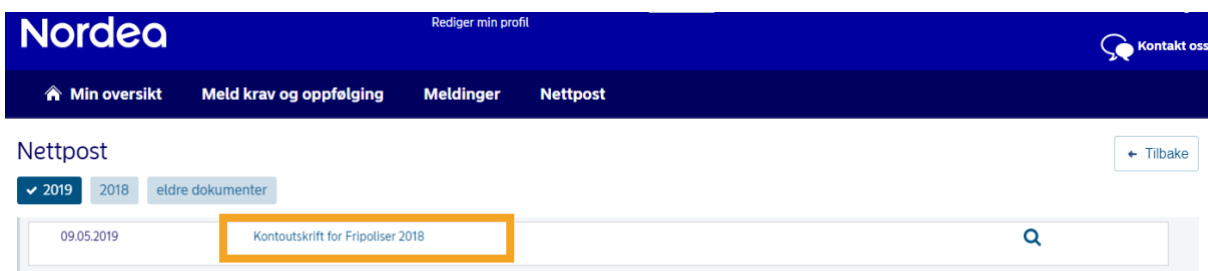 Nordea
Rediger min profil
Kontakt oss
Min oversikt Meld krav og oppfølging Meldinger Nettpost
Nettpost
← Tilbake
✔ 2019 2018 eldre dokumenter
09.05.2019 Kontoutskrift for Fripoliser 2018